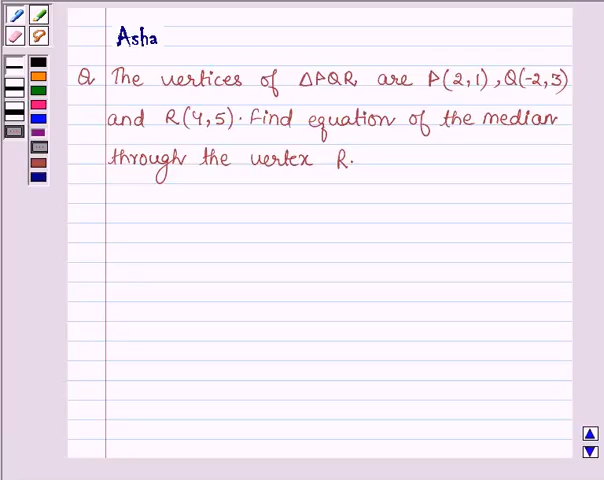 Asha
Q The vertices of △PQR are P(2,1), Q(-2,3)
and R(4,5). Find equation of the median
through the vertex R.